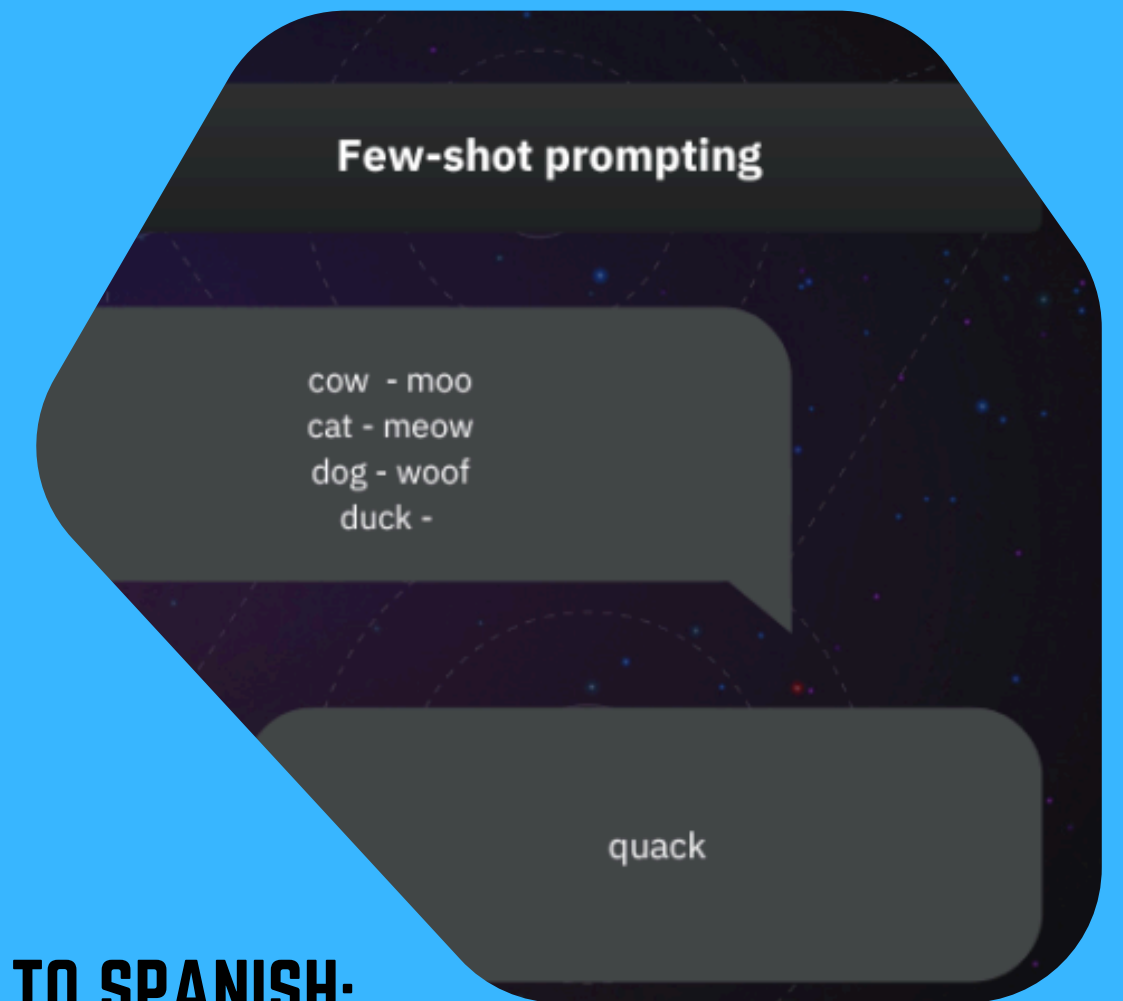 Few-shot prompting
cow - moo
cat - meow
dog - woof
duck -
quack
TO SPANISH: